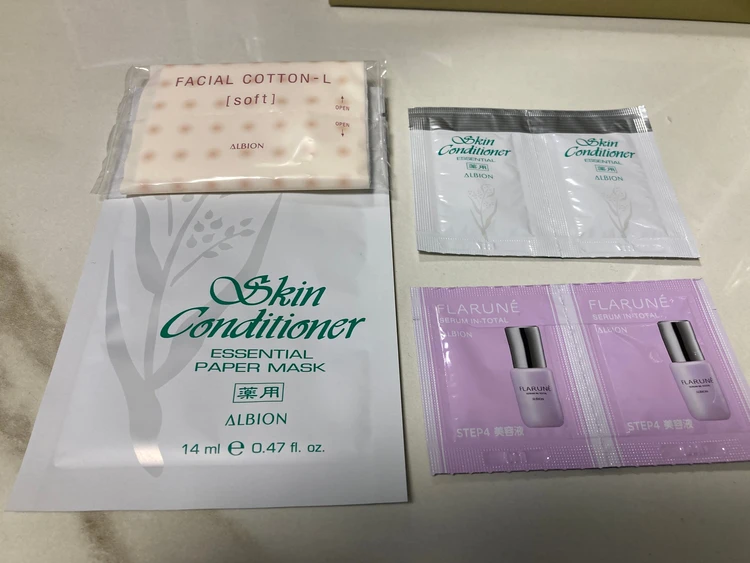 FACIAL COTTON-L
[soft]
OPEN
OPEN
ALBION
Skin
Conditioner
ESSENTIAL
PAPER MASK
薬用
ALBION
14 ml e 0.47 fl. oz.
Skin
Conditioner
ESSENTIAL
薬用
ALBION
Skin
Conditioner
ESSENTIAL
薬用
ALBION
FLARUNÉ
SERUM IN-TOTAL
ALBION
FLARUNÉ
ALBION
STEP4 美容液
FLARUNÉ
SERUM IN-TOTAL
ALBION
FLARUNÉ
ALBION
STEP4 美容液